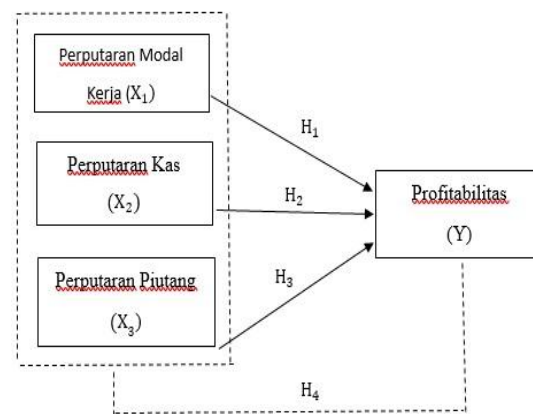 Perputaran Modal
Kerja (X₁)
H₁
Perputaran Kas
(X₂)
H₂
Profitabilitas
(Y)
Perputaran Piutang
(X₃)
H₃
H₄